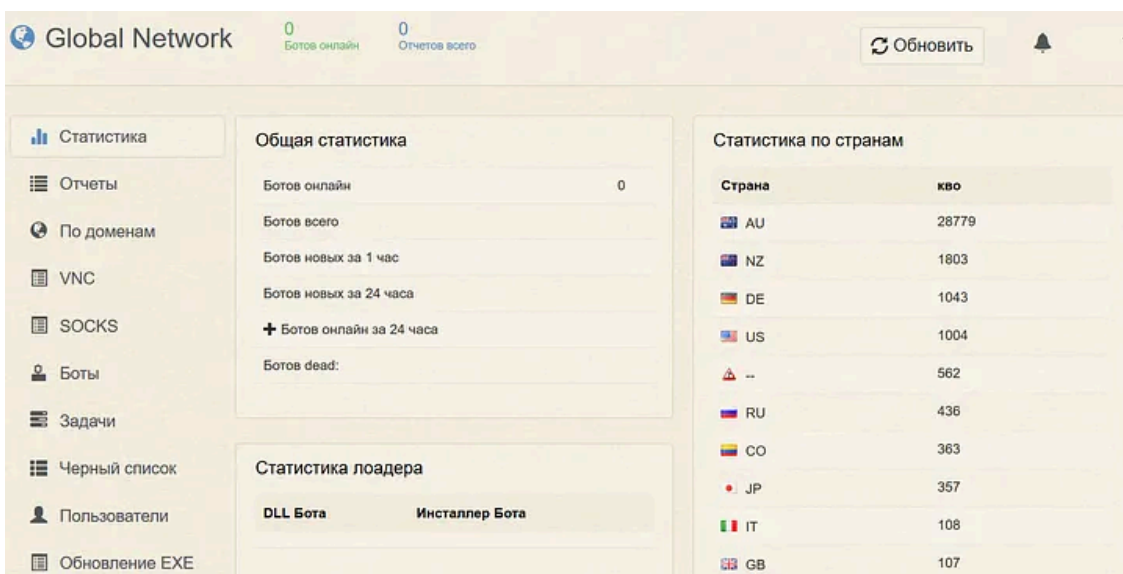 Global Network
0
Ботов онлайн
0
Отчетов всего
Обновить
Статистика
Отчеты
По доменам
VNC
SOCKS
Боты
Задачи
Черный список
Пользователи
Обновление EXE
Общая статистика
Ботов онлайн 0
Ботов всего
Ботов новых за 1 час
Ботов новых за 24 часа
Ботов онлайн за 24 часа
Ботов dead:
Статистика лоадера
DLL Бота Инсталлер Бота
Статистика по странам
Страна кво
AU 28779
NZ 1803
DE 1043
US 1004
-- 562
RU 436
CO 363
JP 357
IT 108
GB 107